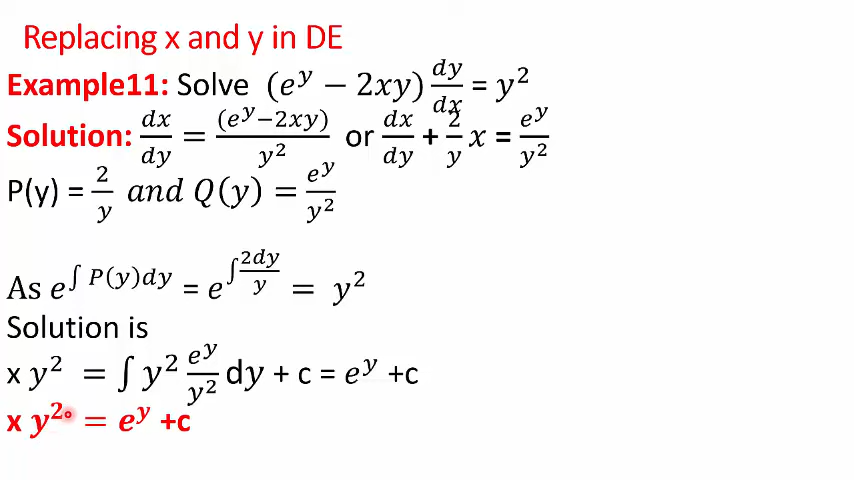 Replacing x and y in DE
Example11: Solve (e^y − 2xy) dy/dx = y^2
Solution: dx/dy = (e^y−2xy)/y^2 or dx/dy + 2/y x = e^y/y^2
P(y) = 2/y and Q(y) = e^y/y^2
As e^∫ P(y)dy = e^∫ 2dy/y = y^2
Solution is
x y^2 = ∫ y^2 e^y/y^2 dy + c = e^y +c
x y^2 = e^y +c